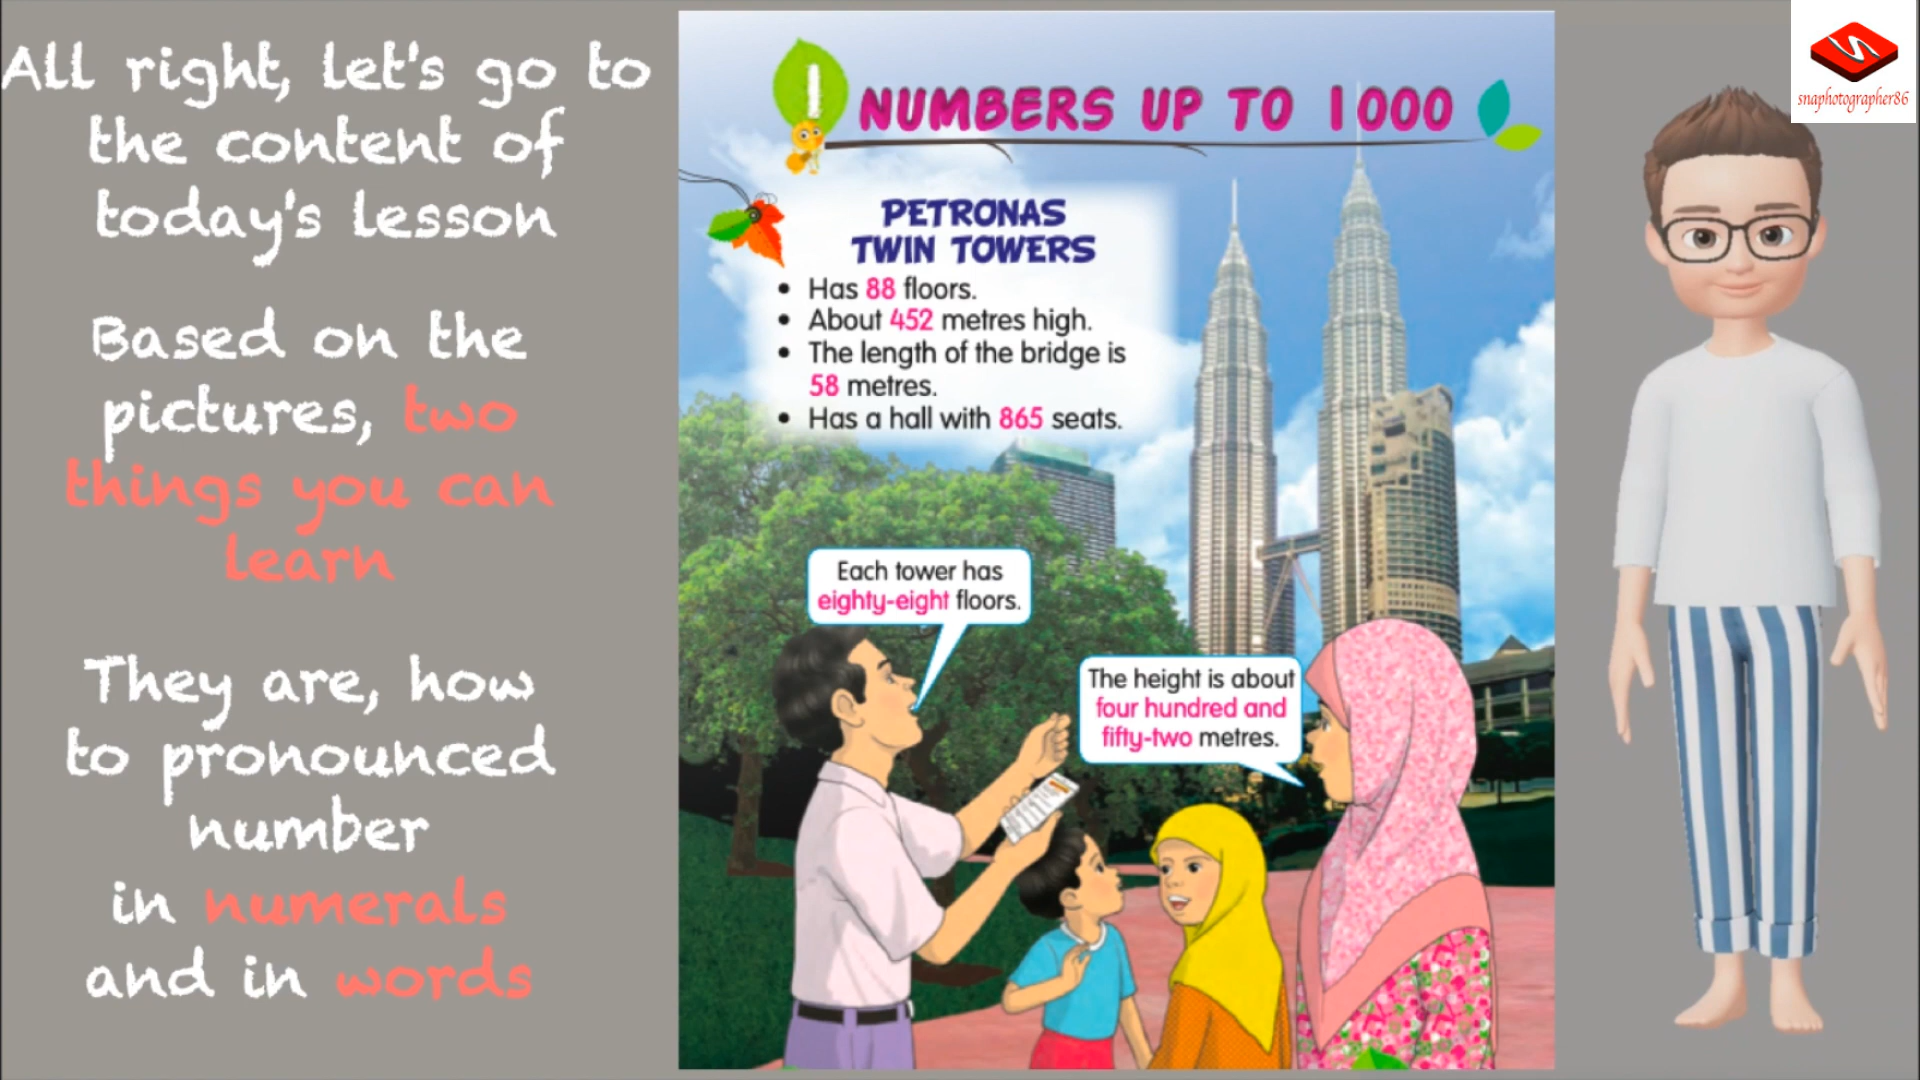 All right, let's go to
the content of
today's lesson
Based on the
pictures, two
things you can
learn
They are, how
to pronounced
number
in numerals
and in words
1 NUMBERS UP TO 1 000
PETRONAS
TWIN TOWERS
• Has 88 floors.
• About 452 metres high.
• The length of the bridge is
58 metres.
• Has a hall with 865 seats.
Each tower has
eighty-eight floors.
The height is about
four hundred and
fifty-two metres.
snaphotographer86